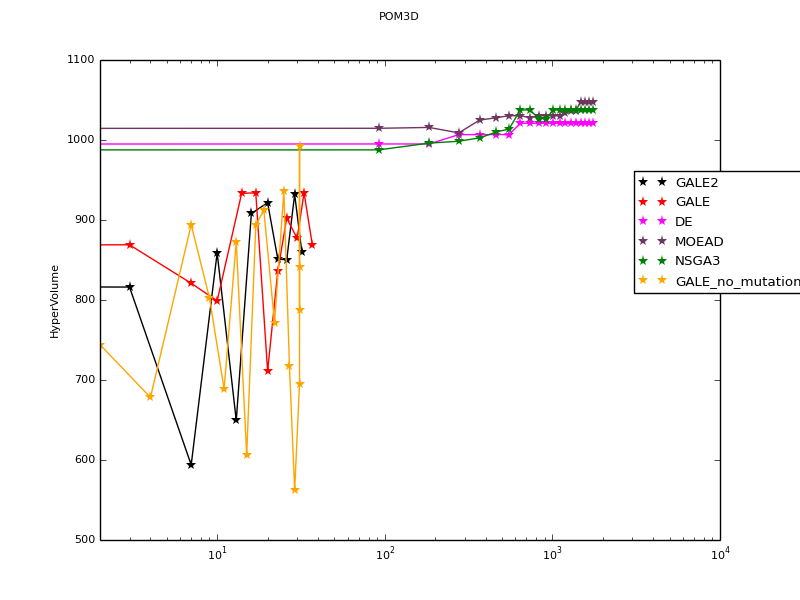 POM3D
1100
1000
900
800
700
600
500
HyperVolume
10^1
10^2
10^3
10^4
GALE2
GALE
DE
MOEAD
NSGA3
GALE_no_mutation